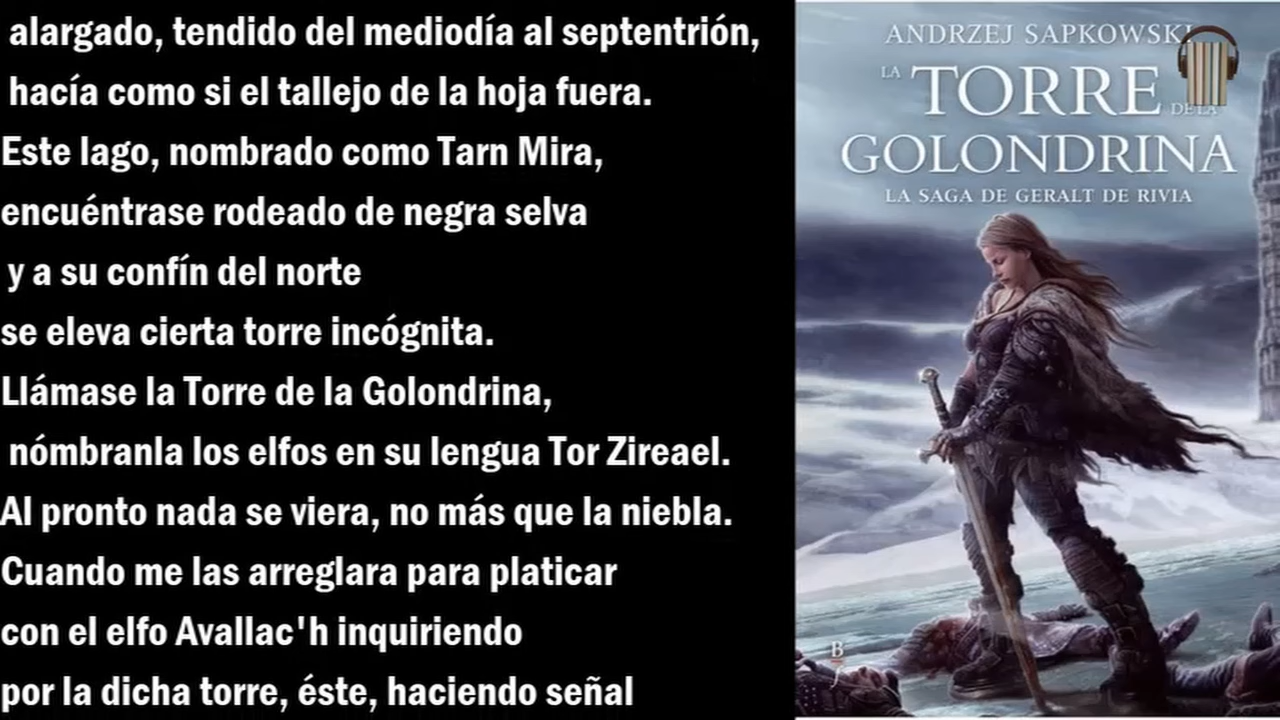 alargado, tendido del mediodía al septentrión,
hacía como si el tallejo de la hoja fuera.
Este lago, nombrado como Tarn Mira,
encuéntrase rodeado de negra selva
y a su confín del norte
se eleva cierta torre incógnita.
Llámase la Torre de la Golondrina,
nómbranla los elfos en su lengua Tor Zireael.
Al pronto nada se viera, no más que la niebla.
Cuando me las arreglara para platicar
con el elfo Avallac'h inquiriendo
por la dicha torre, éste, haciendo señal
ANDRZEJ SAPKOWSKI
LA TORRE DE LA
GOLONDRINA
LA SAGA DE GERALT DE RIVIA
B